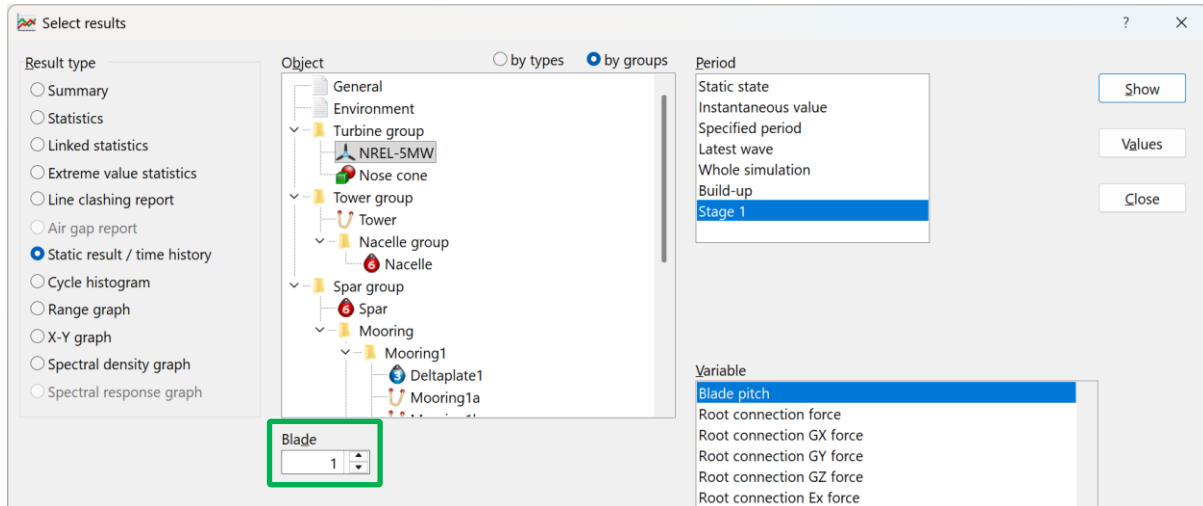 Select results
?
Result type
Summary
Statistics
Linked statistics
Extreme value statistics
Line clashing report
Air gap report
Static result / time history
Cycle histogram
Range graph
X-Y graph
Spectral density graph
Spectral response graph
Object
by types
by groups
General
Environment
Turbine group
NREL-5MW
Nose cone
Tower group
Tower
Nacelle group
6 Nacelle
Spar group
6 Spar
Mooring
Mooring1
3 Deltaplate1
Mooring1a
Blade
1
Period
Static state
Instantaneous value
Specified period
Latest wave
Whole simulation
Build-up
Stage 1
Variable
Blade pitch
Root connection force
Root connection GX force
Root connection GY force
Root connection GZ force
Root connection Ex force
Show
Values
Close